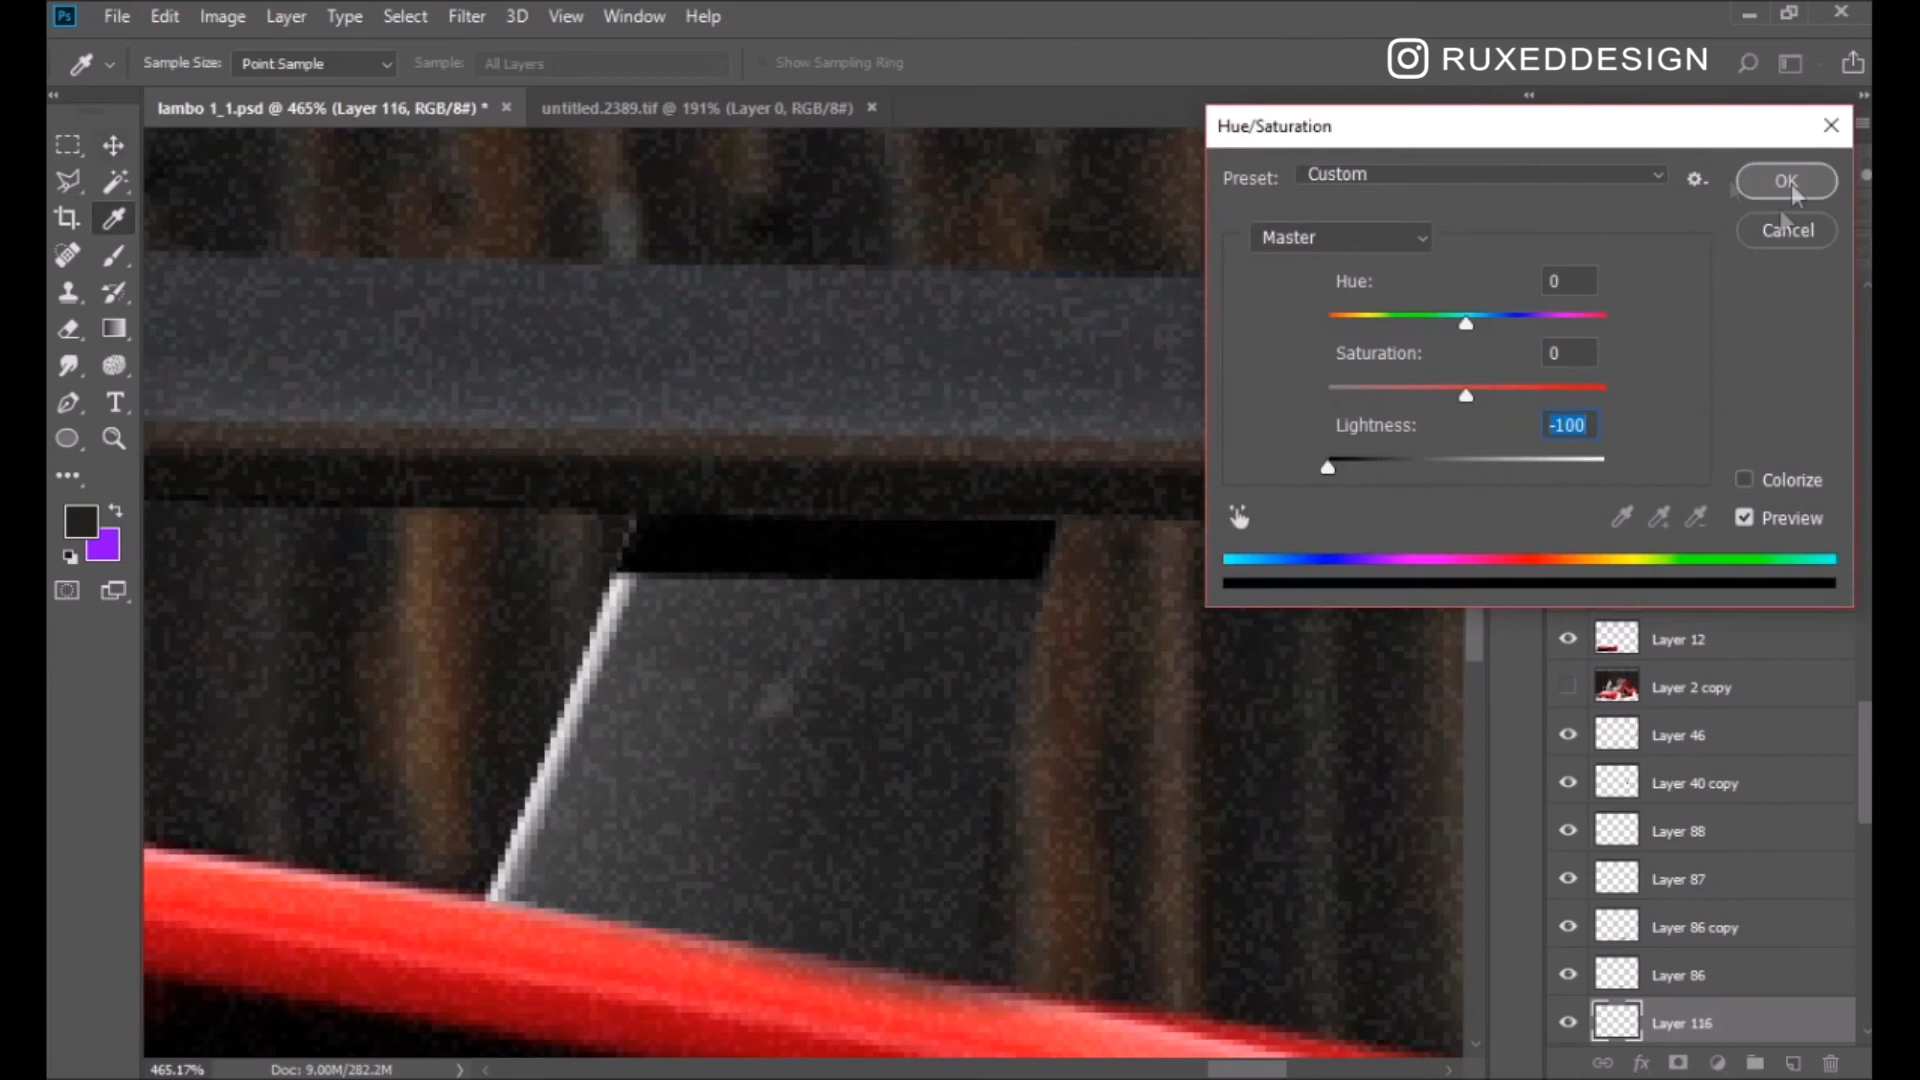 Ps File Edit Image Layer Type Select Filter 3D View Window Help
Sample Size: Point Sample Sample: All Layers Show Sampling Ring
RUXEDDESIGN
lambo 1_1.psd @ 465% (Layer 116, RGB/8#) * untitled.2389.tif @ 191% (Layer 0, RGB/8#)
Hue/Saturation
Preset: Custom
OK
Cancel
Master
Hue: 0
Saturation: 0
Lightness: -100
Colorize
Preview
Layer 12
Layer 2 copy
Layer 46
Layer 40 copy
Layer 88
Layer 87
Layer 86 copy
Layer 86
Layer 116
fx
465.17% Doc: 9.00M/282.2M